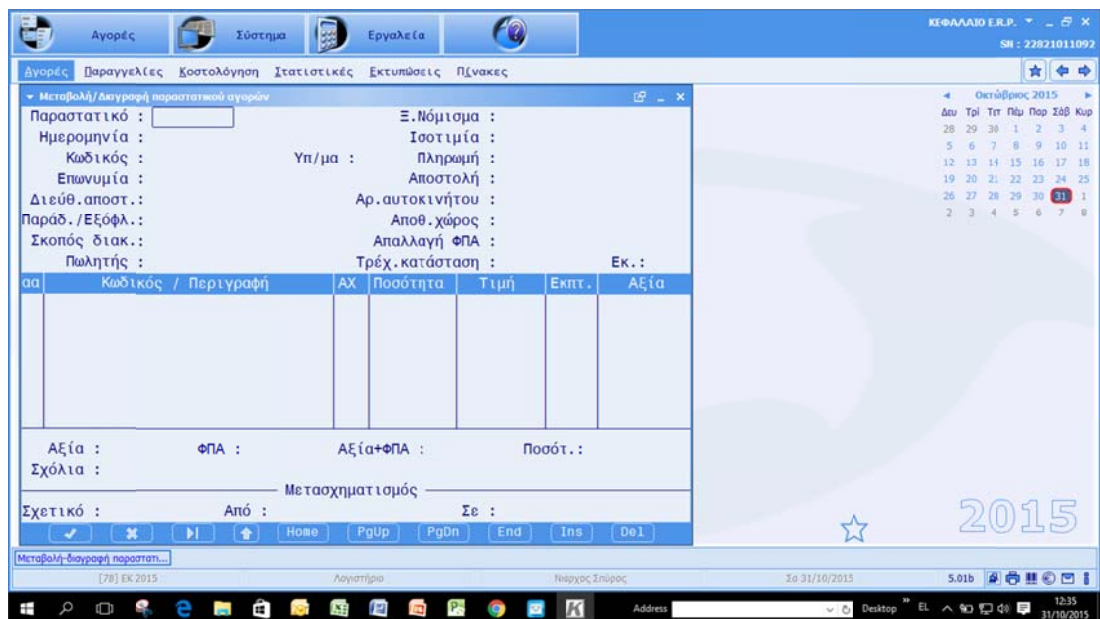 Αγορές Σύστημα Εργαλεία ΚΕΦΑΛΑΙΟ E.R.P.
SN : 22821011092
Αγορές Παραγγελίες Κοστολόγηση Στατιστικές Εκτυπώσεις Πίνακες
Μεταβολή/Διαγραφή παραστατικού αγορών
Παραστατικό : Ξ.Νόμισμα :
Ημερομηνία : Ισοτιμία :
Κωδικός : Υπ/μα : Πληρωμή :
Επωνυμία : Αποστολή :
Διεύθ.αποστ.: Αρ.αυτοκινήτου :
Παράδ./Εξόφλ.: Αποθ.χώρος :
Σκοπός διακ.: Απαλλαγή ΦΠΑ :
Πωλητής : Τρέχ.κατάσταση : Εκ.:
αα Κωδικός / Περιγραφή ΑΧ Ποσότητα Τιμή Εκπτ. Αξία
Αξία : ΦΠΑ : Αξία+ΦΠΑ : Ποσότ.:
Σχόλια :
Μετασχηματισμός
Σχετικό : Από : Σε :
Home PgUp PgDn End Ins Del
Οκτώβριος 2015
Δευ Τρί Τετ Πέμ Παρ Σάβ Κυρ
28 29 30 1 2 3 4
5 6 7 8 9 10 11
12 13 14 15 16 17 18
19 20 21 22 23 24 25
26 27 28 29 30 31 1
2 3 4 5 6 7 8
2015
Μεταβολή-διαγραφή παραστατι...
[78] ΕΚ 2015 Λογιστήριο Νιάρχος Σπύρος Σα 31/10/2015 5.01b
Address Desktop EL 12:35
31/10/2015